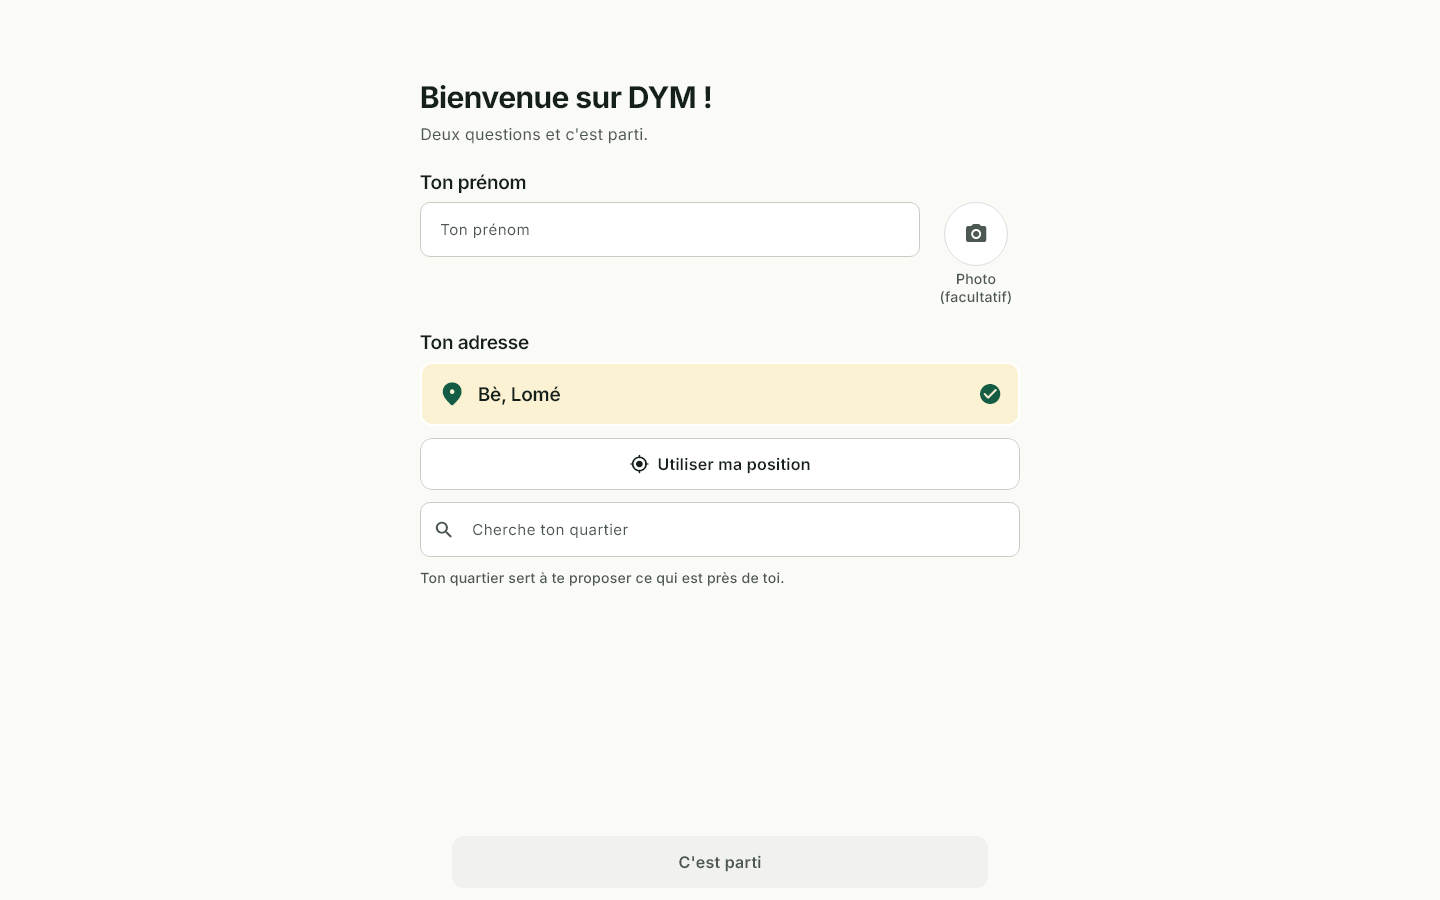 Bienvenue sur DYM !
Deux questions et c'est parti.
Ton prénom
Ton prénom
Photo
(facultatif)
Ton adresse
Bè, Lomé
Utiliser ma position
Cherche ton quartier
Ton quartier sert à te proposer ce qui est près de toi.
C'est parti